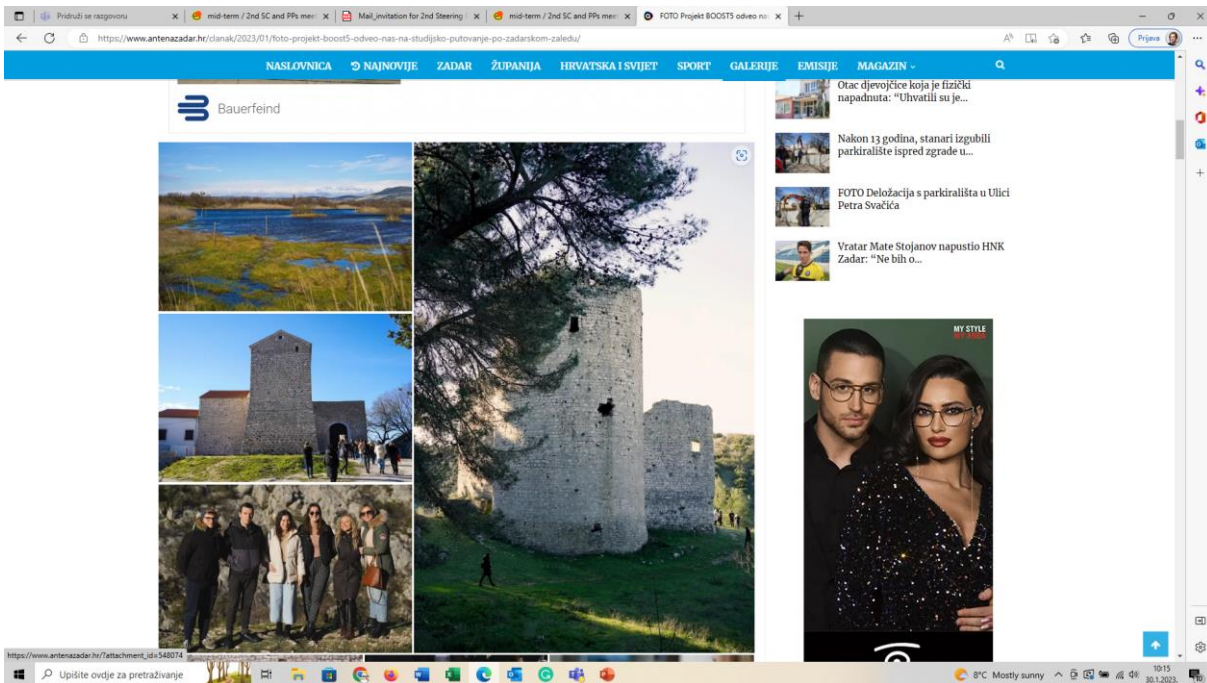 Pridruži se razgovoru
mid-term / 2nd SC and PPs mee
Mail_invitation for 2nd Steering
mid-term / 2nd SC and PPs mee
FOTO Projekt BOOST5 odveo na
https://www.antenazadar.hr/clanak/2023/01/foto-projekt-boost5-odveo-nas-na-studijsko-putovanje-po-zadarskom-zaledu/
Prijava
NASLOVNICA NAJNOVIJE ZADAR ŽUPANIJA HRVATSKA I SVIJET SPORT GALERIJE EMISIJE MAGAZIN
Bauerfeind
Otac djevojčice koja je fizički
napadnuta: “Uhvatili su je...
Nakon 13 godina, stanari izgubili
parkiralište ispred zgrade u...
FOTO Deložacija s parkirališta u Ulici
Petra Svačića
Vratar Mate Stojanov napustio HNK
Zadar: “Ne bih o...
MY STYLE
https://www.antenazadar.hr/?attachment_id=548074
Upišite ovdje za pretraživanje
8°C Mostly sunny
10:15
30.1.2023.